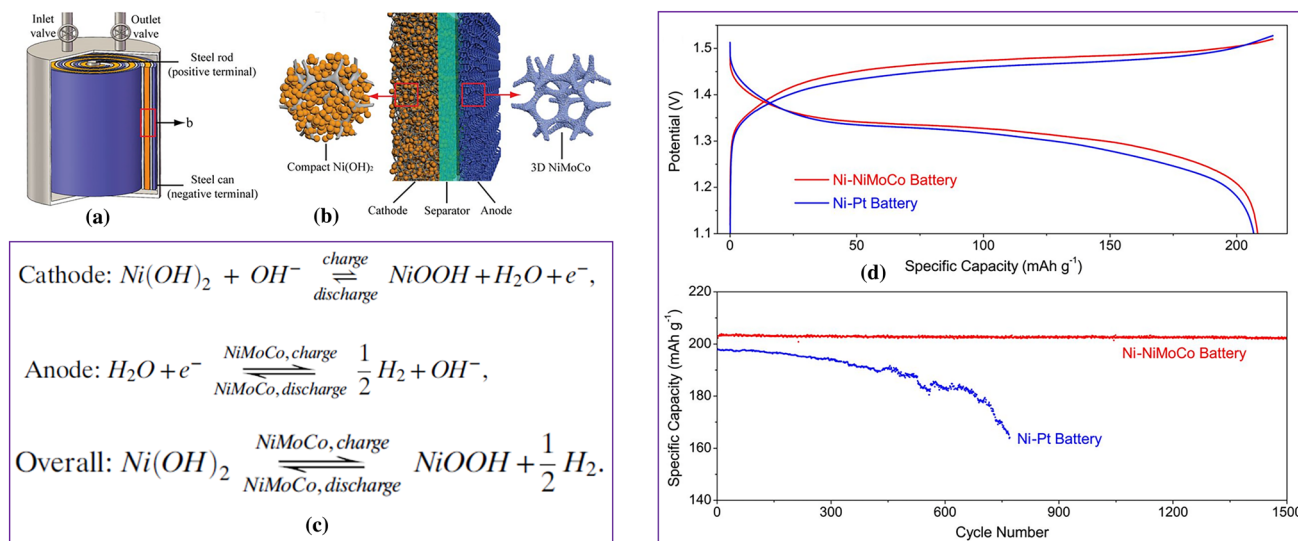 Inlet
valve
Outlet
valve
Steel rod
(positive terminal)
b
Steel can
(negative terminal)
(a)
Compact Ni(OH)₂
3D NiMoCo
(b)
Cathode Separator Anode
Cathode: Ni(OH)₂ + OH⁻ charge ⇌ discharge NiOOH + H₂O + e⁻,
Anode: H₂O + e⁻ NiMoCo, charge ⇌ NiMoCo, discharge 1/2 H₂ + OH⁻,
Overall: Ni(OH)₂ NiMoCo, charge ⇌ NiMoCo, discharge NiOOH + 1/2 H₂.
(c)
Potential (V)
1.5
1.4
1.3
1.2
1.1
Ni-NiMoCo Battery
Ni-Pt Battery
0 50 100 150 200
(d)
Specific Capacity (mAh g⁻¹)
Specific Capacity (mAh g⁻¹)
220
200
180
160
140
Ni-NiMoCo Battery
Ni-Pt Battery
0 300 600 900 1200 1500
Cycle Number